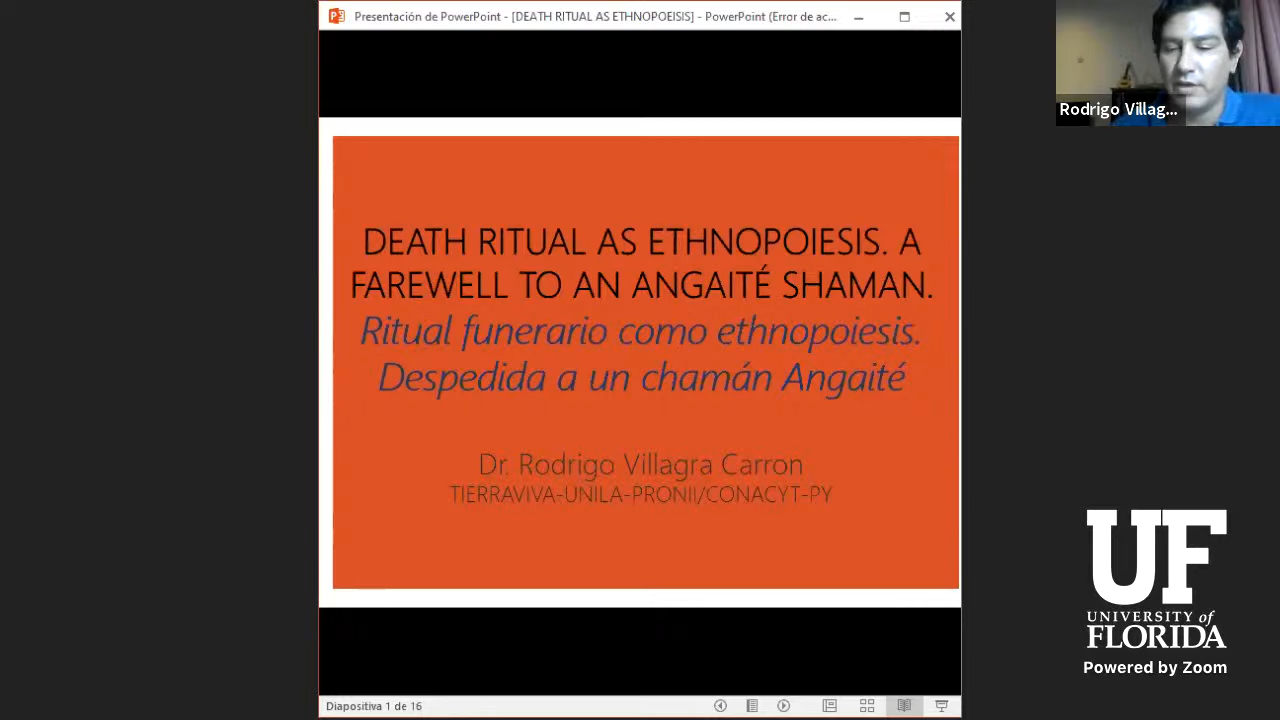 Presentación de PowerPoint - [DEATH RITUAL AS ETHNOPOEISIS] - PowerPoint (Error de ac...
Rodrigo Villag...
DEATH RITUAL AS ETHNOPOIESIS. A
FAREWELL TO AN ANGAITÉ SHAMAN.
Ritual funerario como ethnopoiesis.
Despedida a un chamán Angaité
Dr. Rodrigo Villagra Carron
TIERRAVIVA-UNILA-PRONII/CONACYT-PY
UF
UNIVERSITY of
FLORIDA
Powered by Zoom
Diapositiva 1 de 16